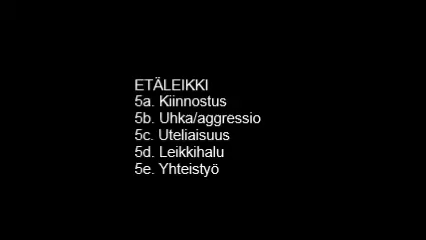 ETÄLEIKKI
5a. Kiinnostus
5b. Uhka/aggressio
5c. Uteliaisuus
5d. Leikkihalu
5e. Yhteistyö